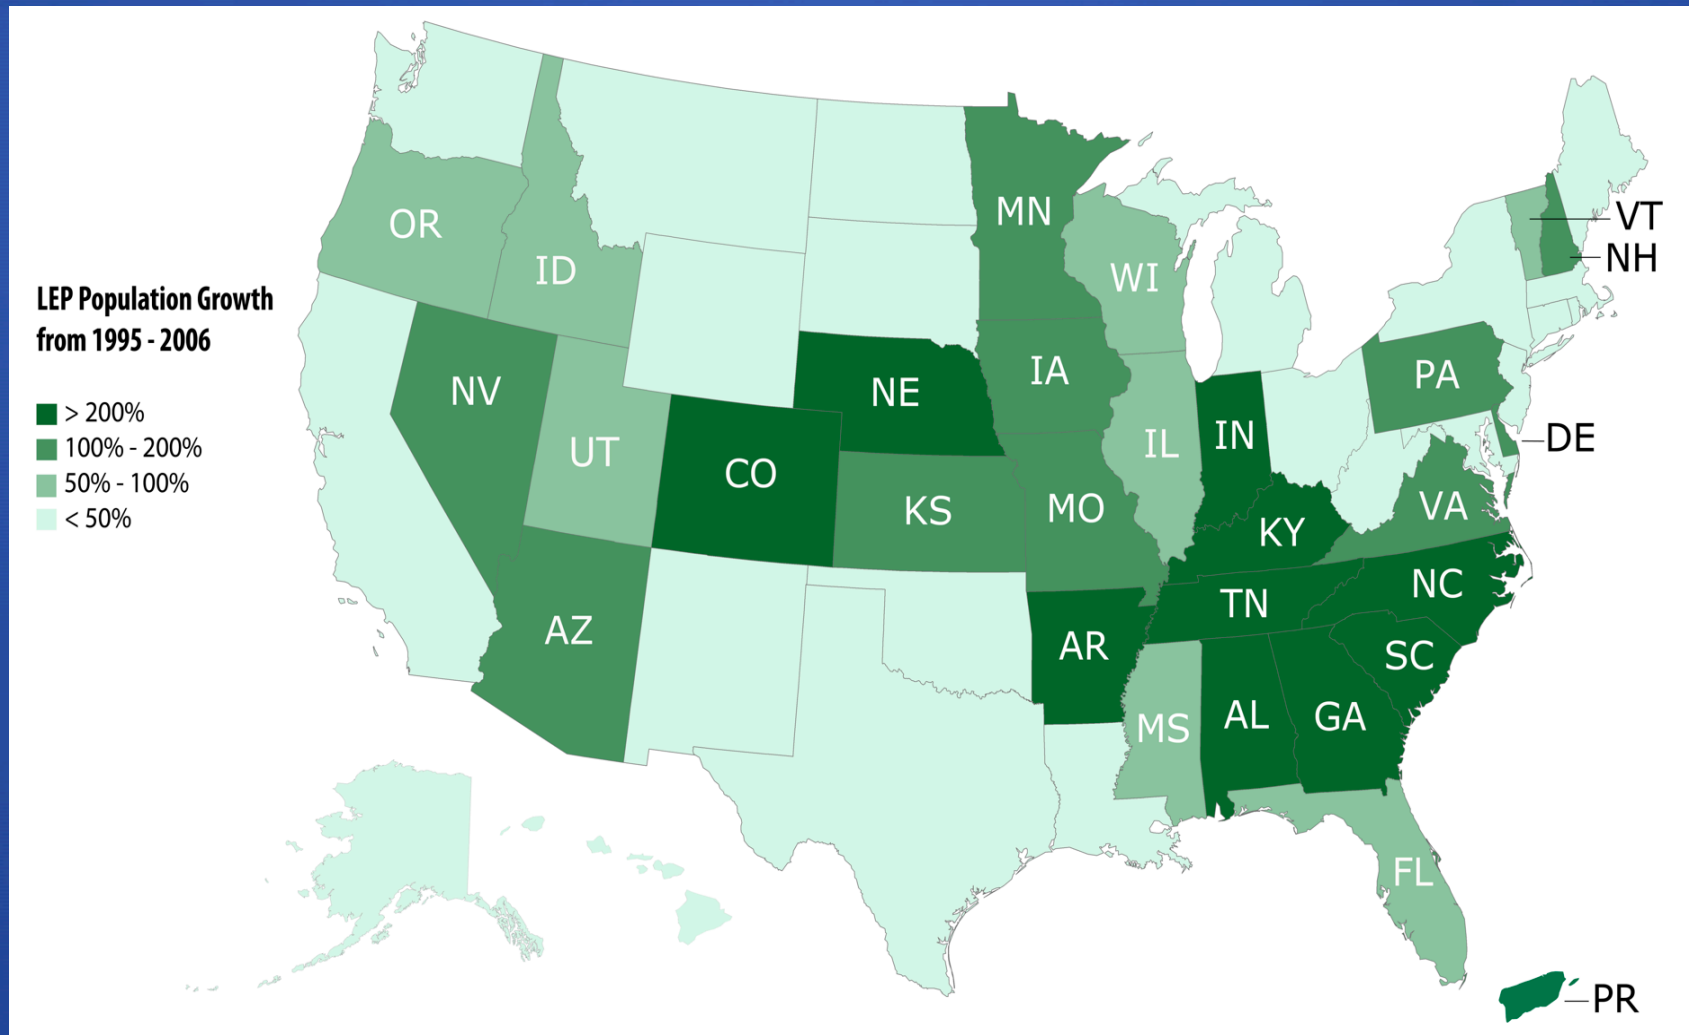 LEP Population Growth
from 1995 - 2006
> 200%
100% - 200%
50% - 100%
< 50%
OR
ID
MN
WI
VT
NH
NV
UT
NE
IA
PA
CO
KS
MO
IL
IN
DE
KY
VA
AZ
AR
TN
NC
SC
MS
AL
GA
FL
PR